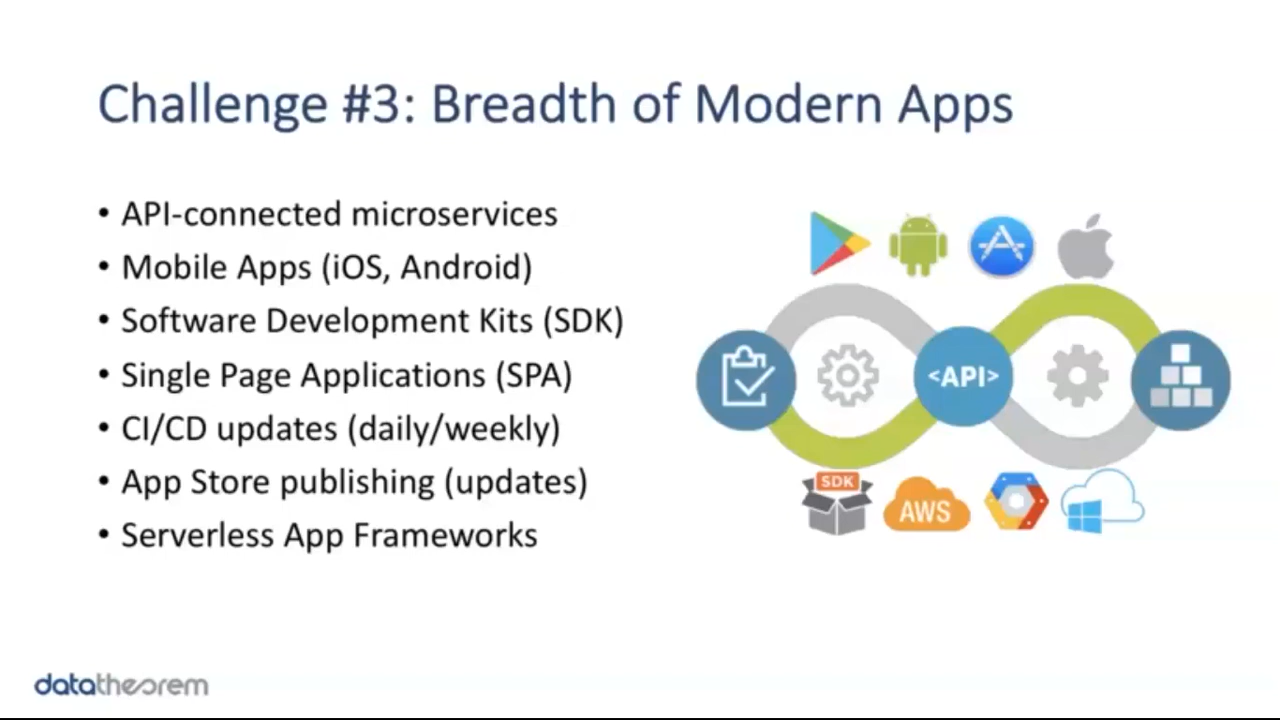 Challenge #3: Breadth of Modern Apps
• API-connected microservices
• Mobile Apps (iOS, Android)
• Software Development Kits (SDK)
• Single Page Applications (SPA)
• CI/CD updates (daily/weekly)
• App Store publishing (updates)
• Serverless App Frameworks
<API>
SDK
AWS
datatheorem